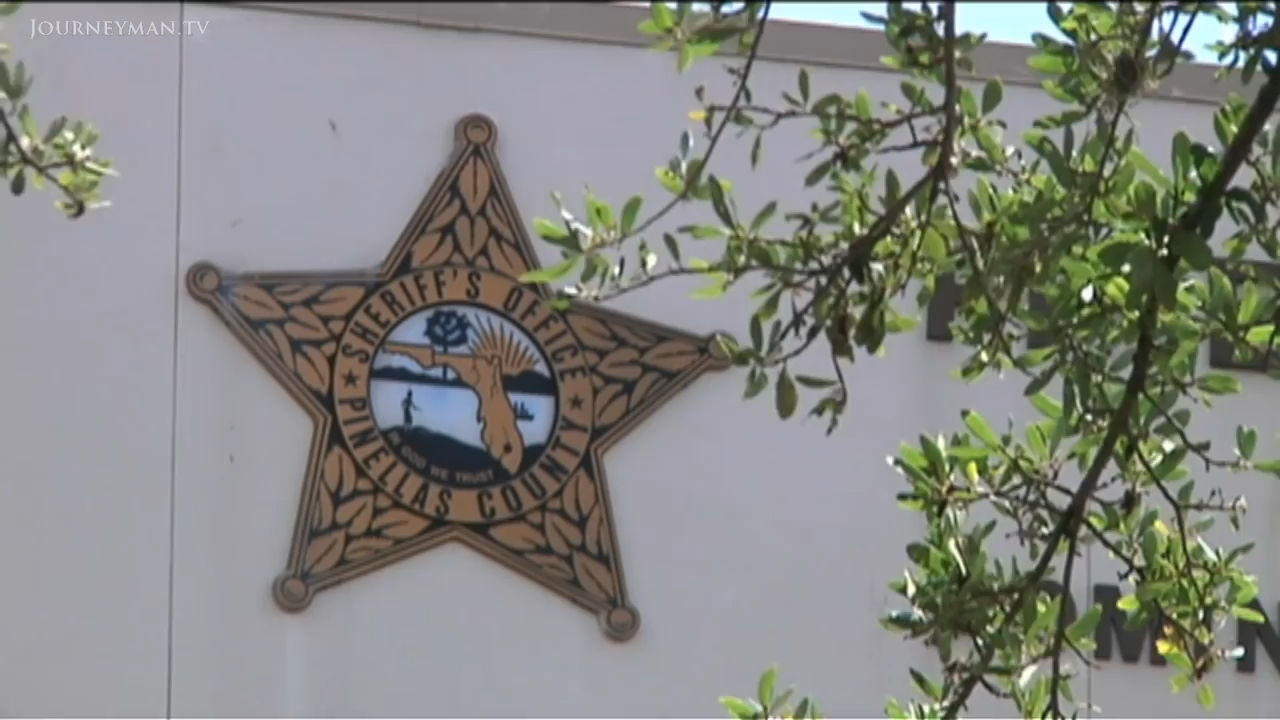 JOURNEYMAN.TV
SHERIFF'S OFFICE
IN GOD WE TRUST
★ PINELLAS COUNTY ★